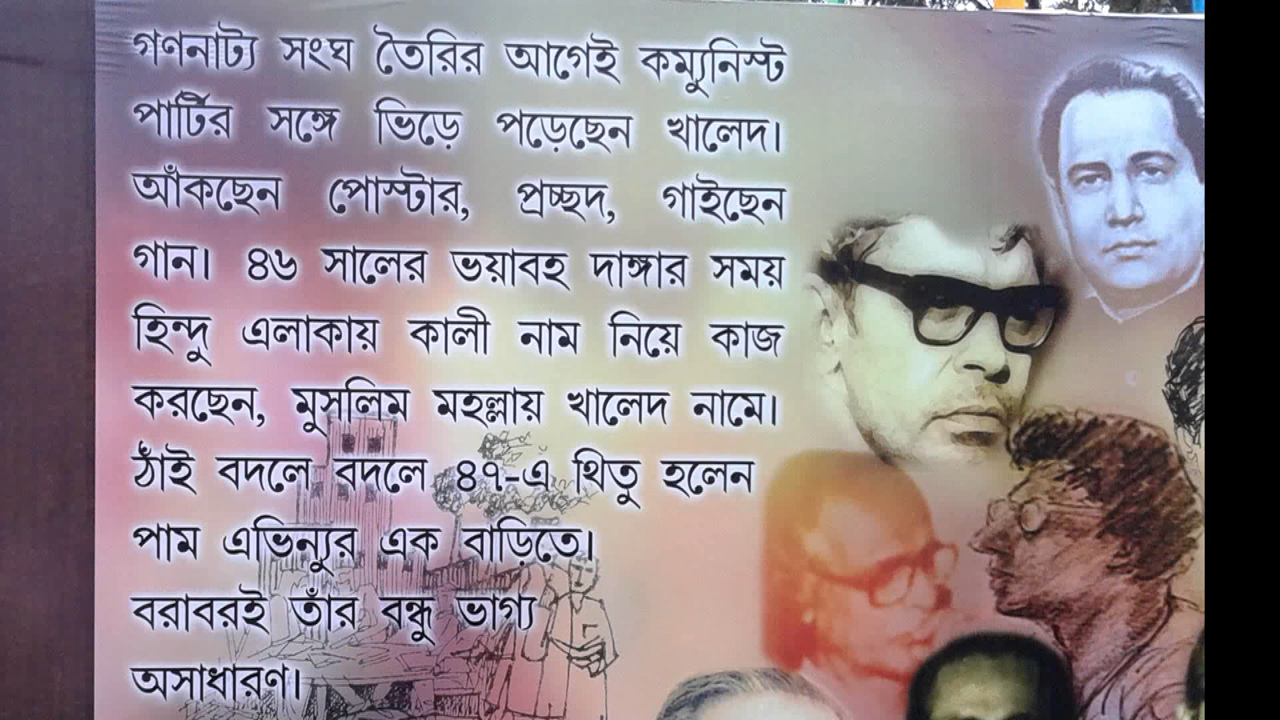 গণনাট্য সংঘ তৈরির আগেই কম্যুনিস্ট
পার্টির সঙ্গে ভিড়ে পড়েছেন খালেদ।
আঁকছেন পোস্টার, প্রচ্ছদ, গাইছেন
গান। ৪৬ সালের ভয়াবহ দাঙ্গার সময়
হিন্দু এলাকায় কালী নাম নিয়ে কাজ
করছেন, মুসলিম মহল্লায় খালেদ নামে।
ঠাঁই বদলে বদলে ৪৭-এ থিতু হলেন
পাম এভিন্যুর এক বাড়িতে।
বরাবরই তাঁর বন্ধু ভাগ্য
অসাধারণ।